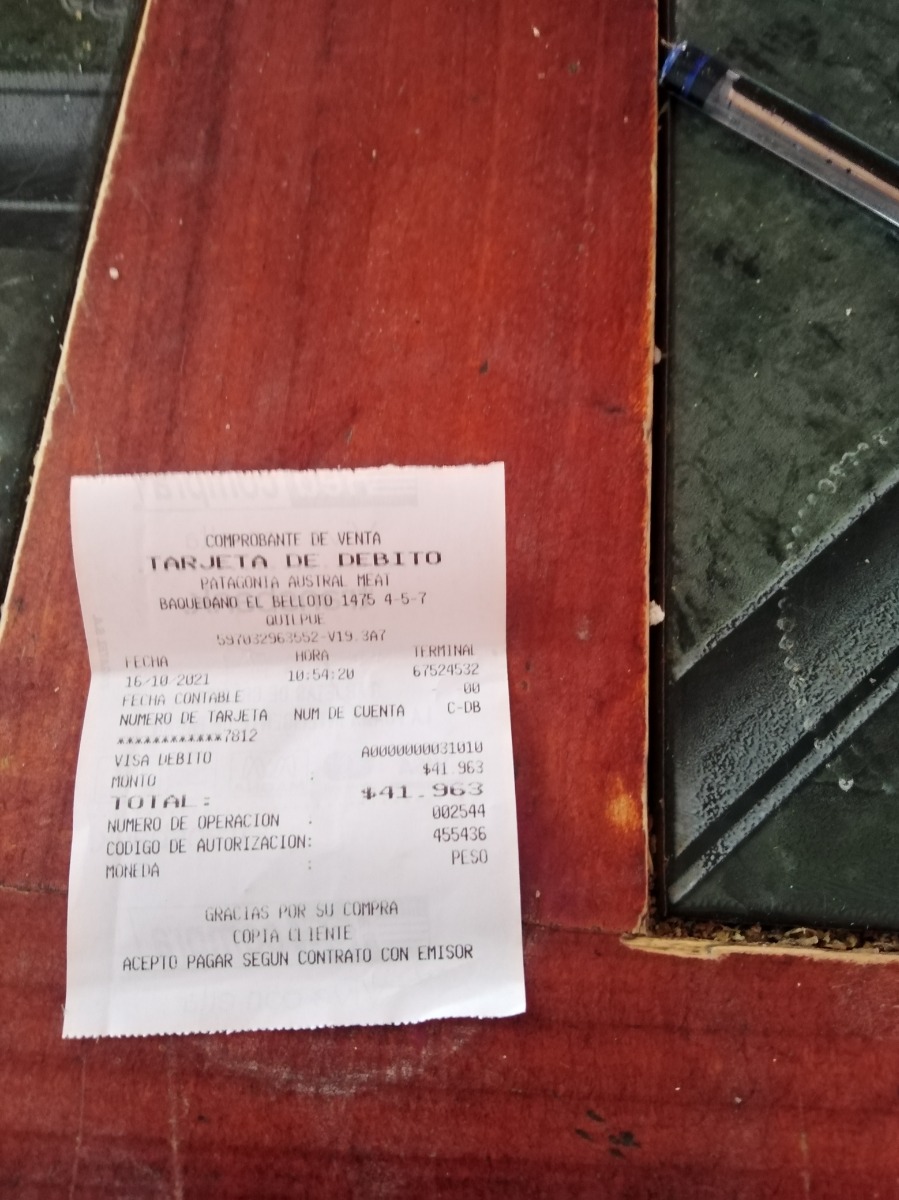 COMPROBANTE DE VENTA
TARJETA DE DEBITO
PATAGONIA AUSTRAL MEAT
BAQUEDANO EL BELLOTO 1475 4-5-7
QUILPUE
597032963552-V19.3A7
FECHA HORA TERMINAL
16/10/2021 10:54:20 67524532
FECHA CONTABLE 00
NUMERO DE TARJETA NUM DE CUENTA C-DB
************7812
VISA DEBITO A0000000031010
MONTO : $41.963
TOTAL: $41.963
NUMERO DE OPERACION : 002544
CODIGO DE AUTORIZACION: 455436
MONEDA : PESO
GRACIAS POR SU COMPRA
COPIA CLIENTE
ACEPTO PAGAR SEGUN CONTRATO CON EMISOR